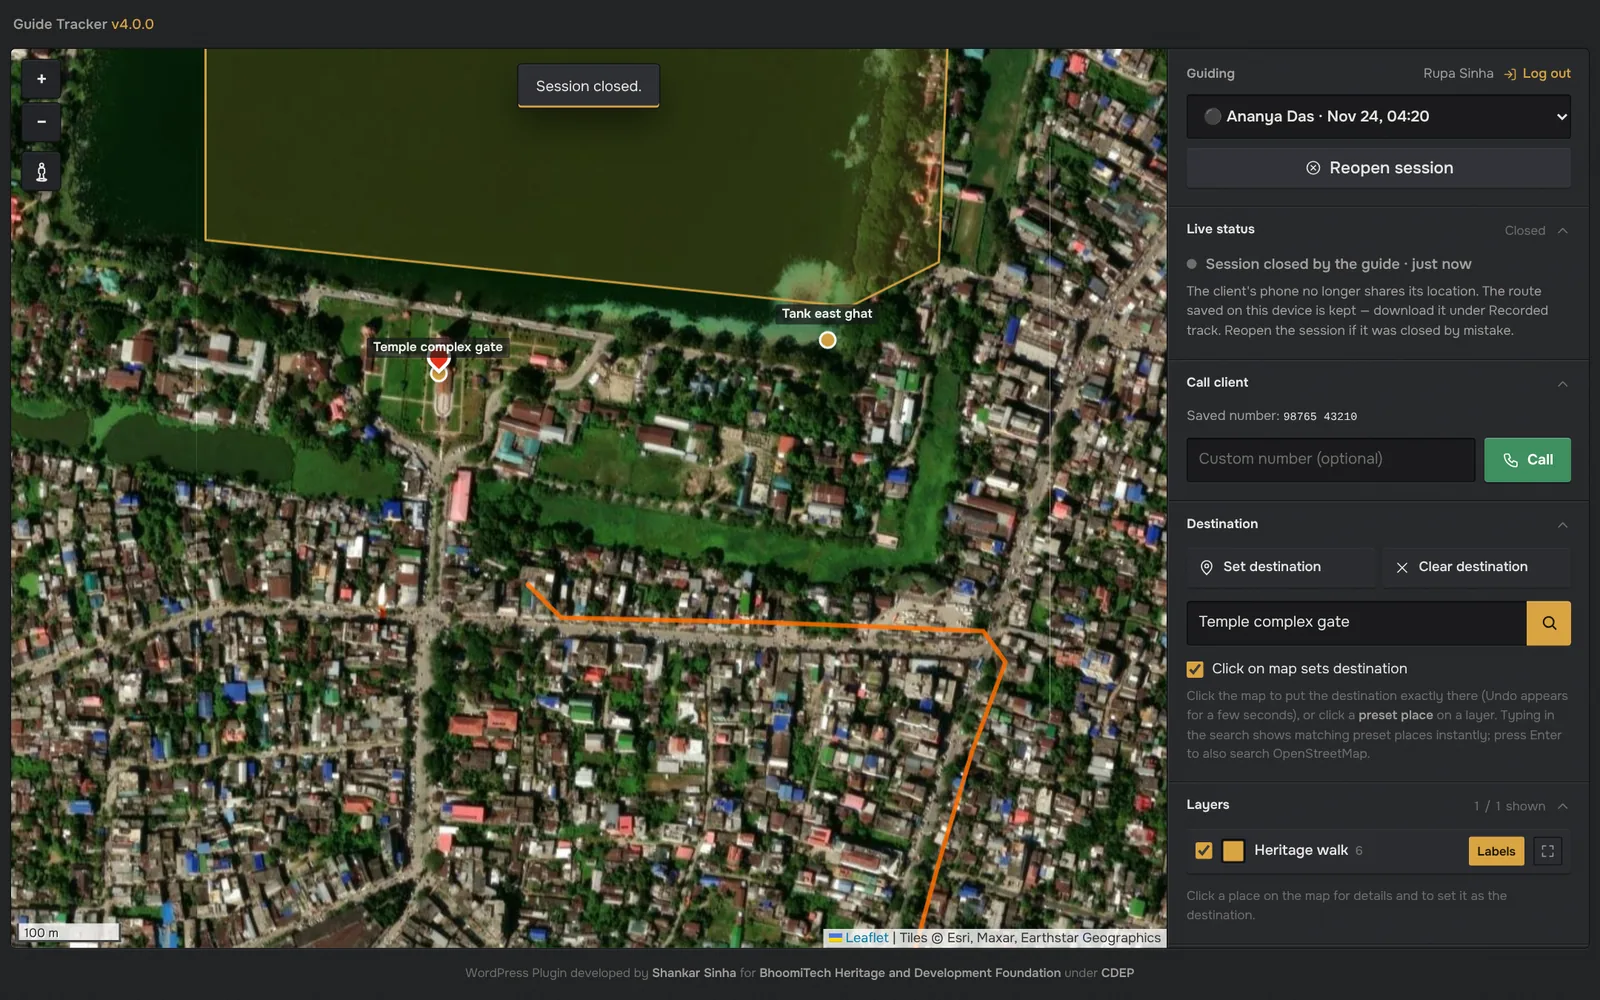 Guide Tracker v4.0.0
+
−
Session closed.
Temple complex gate
Tank east ghat
100 m
Leaflet | Tiles © Esri, Maxar, Earthstar Geographics
Guiding
Rupa Sinha Log out
Ananya Das · Nov 24, 04:20
Reopen session
Live status
Closed
Session closed by the guide · just now
The client's phone no longer shares its location. The route
saved on this device is kept — download it under Recorded
track. Reopen the session if it was closed by mistake.
Call client
Saved number: 98765 43210
Custom number (optional)
Call
Destination
Set destination
Clear destination
Temple complex gate
Click on map sets destination
Click the map to put the destination exactly there (Undo appears
for a few seconds), or click a preset place on a layer. Typing in
the search shows matching preset places instantly; press Enter
to also search OpenStreetMap.
Layers
1 / 1 shown
Heritage walk 6
Labels
Click a place on the map for details and to set it as the
destination.
WordPress Plugin developed by Shankar Sinha for BhoomiTech Heritage and Development Foundation under CDEP